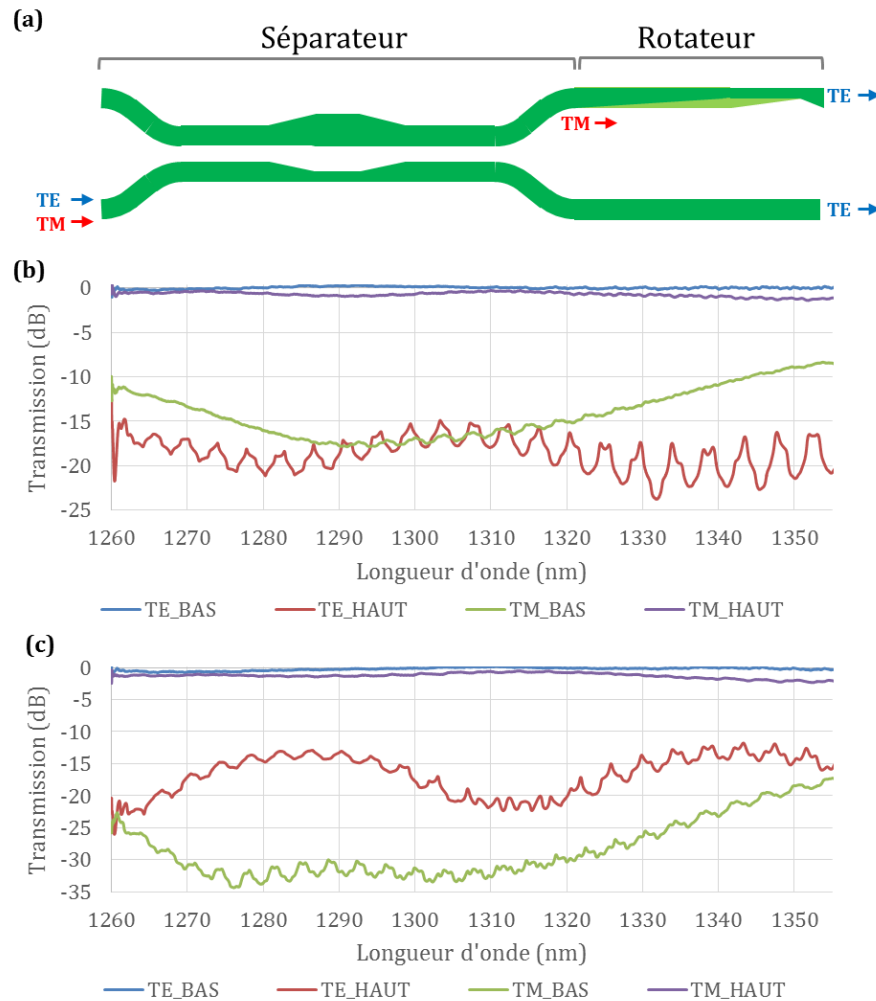 (a)
Séparateur
Rotateur
TE
TM
TE
TM
TE
(b)
Transmission (dB)
0
-5
-10
-15
-20
-25
1260 1270 1280 1290 1300 1310 1320 1330 1340 1350
Longueur d'onde (nm)
TE_BAS TE_HAUT TM_BAS TM_HAUT
(c)
Transmission (dB)
0
-5
-10
-15
-20
-25
-30
-35
1260 1270 1280 1290 1300 1310 1320 1330 1340 1350
Longueur d'onde (nm)
TE_BAS TE_HAUT TM_BAS TM_HAUT